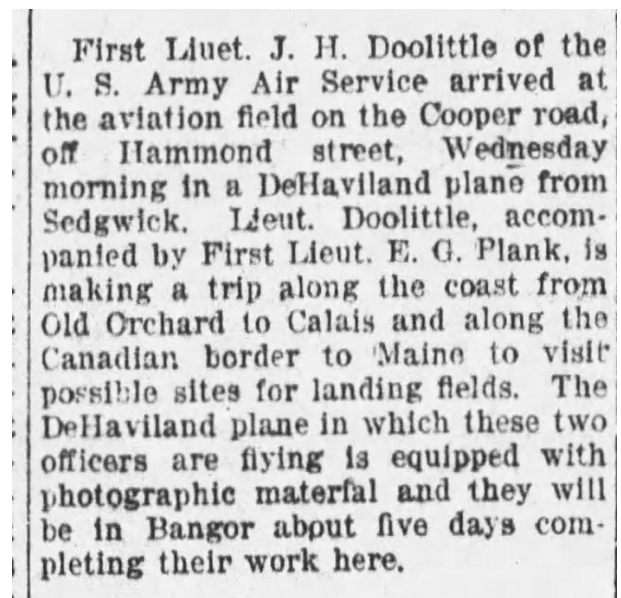 First Liuet. J. H. Doolittle of the
U. S. Army Air Service arrived at
the aviation field on the Cooper road,
off Hammond street, Wednesday
morning in a DeHaviland plane from
Sedgwick. Lieut. Doolittle, accom-
panied by First Lieut. E. G. Plank, is
making a trip along the coast from
Old Orchard to Calais and along the
Canadian border to Maine to visit
possible sites for landing fields. The
DeHaviland plane in which these two
officers are flying is equipped with
photographic material and they will
be in Bangor about five days com-
pleting their work here.